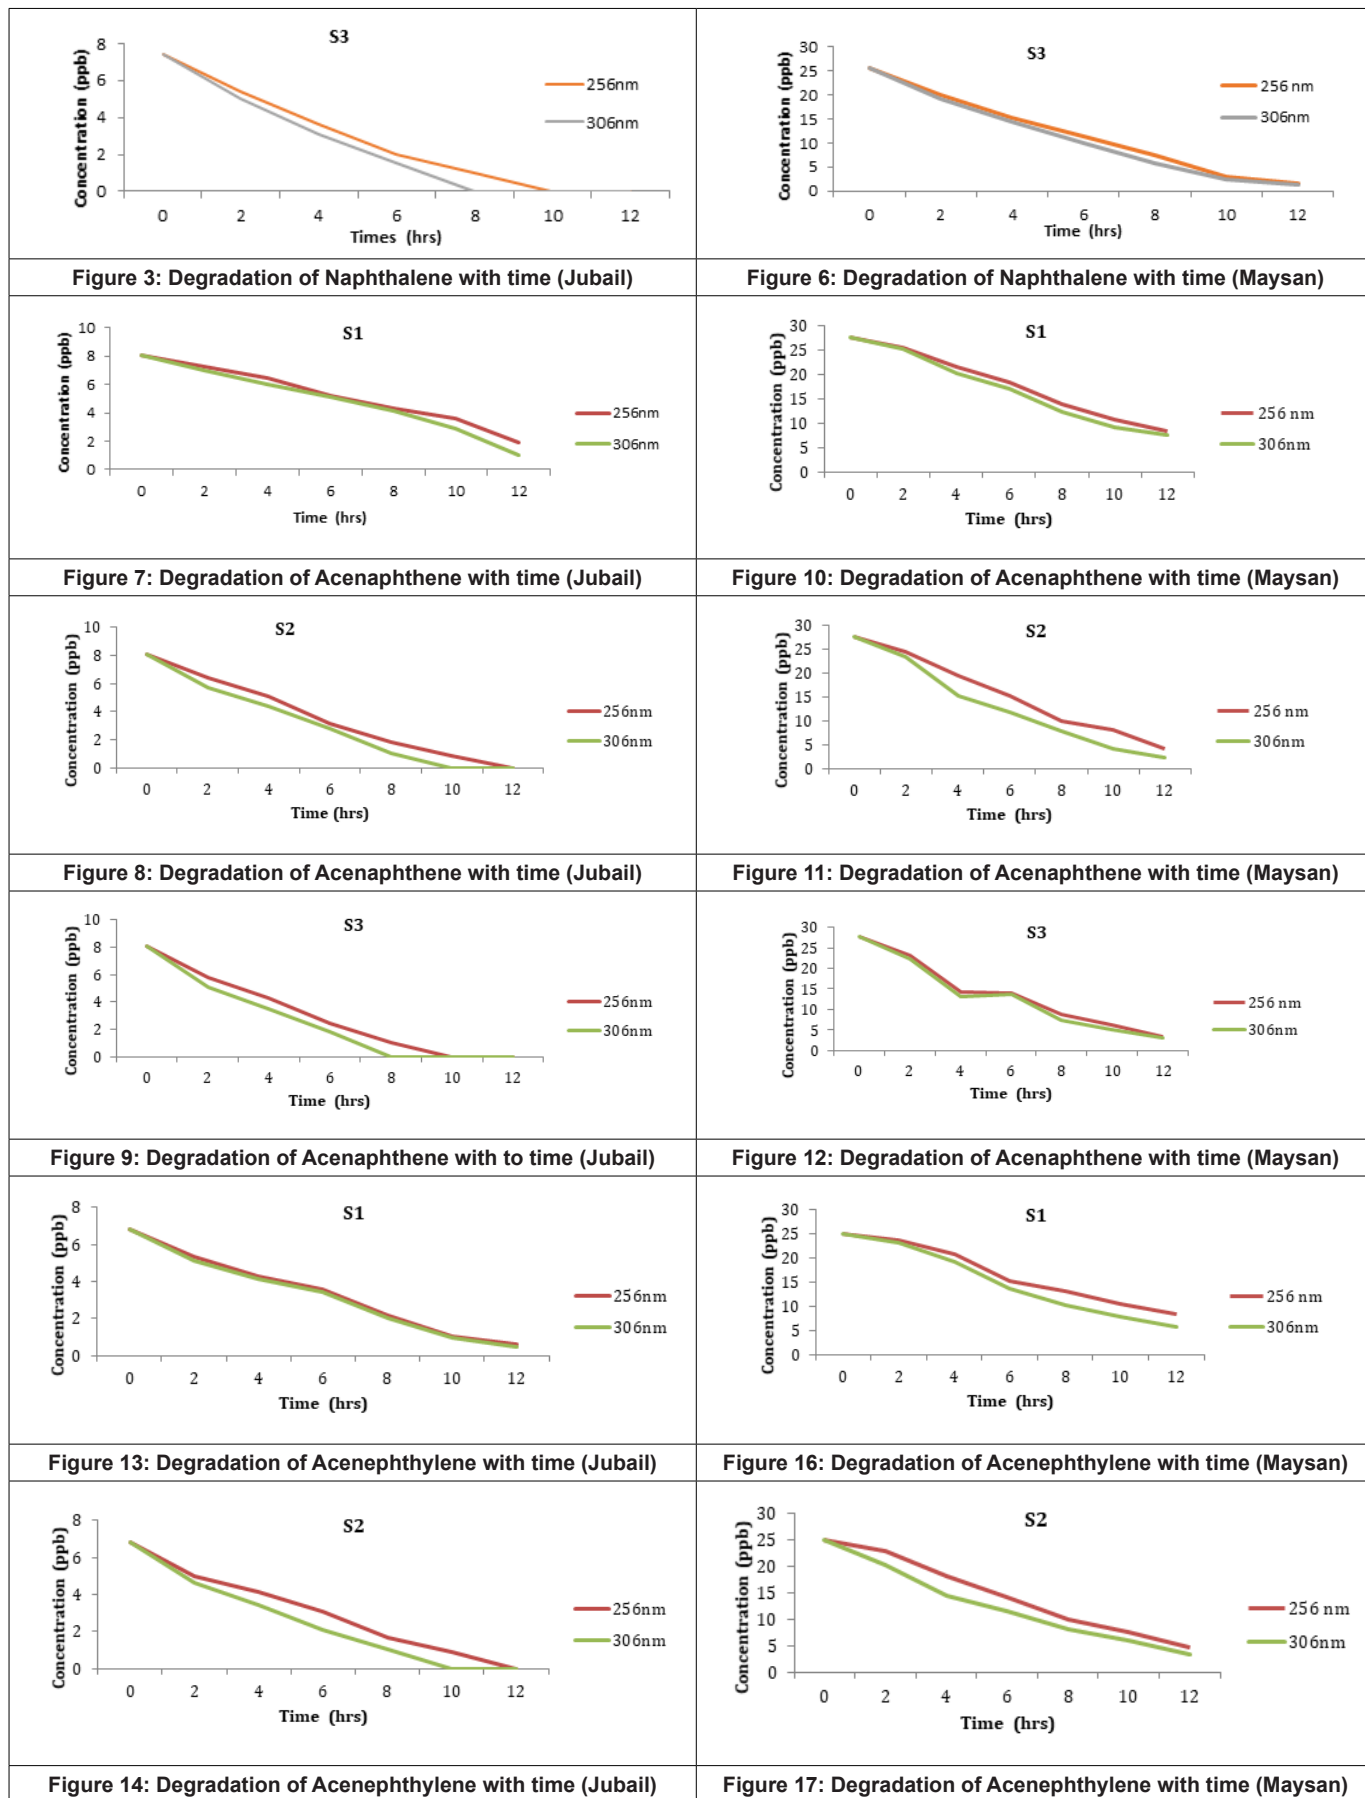 S3
Concentration (ppb)
8
6
4
2
0
0 2 4 6 8 10 12
Times (hrs)
256nm
306nm
Figure 3: Degradation of Naphthalene with time (Jubail)
S3
Concentration (ppb)
30
25
20
15
10
5
0
0 2 4 6 8 10 12
Time (hrs)
256 nm
306nm
Figure 6: Degradation of Naphthalene with time (Maysan)
S1
Concentration (ppb)
10
8
6
4
2
0
0 2 4 6 8 10 12
Time (hrs)
256nm
306nm
Figure 7: Degradation of Acenaphthene with time (Jubail)
S1
Concentration (ppb)
30
25
20
15
10
5
0
0 2 4 6 8 10 12
Time (hrs)
256 nm
306nm
Figure 10: Degradation of Acenaphthene with time (Maysan)
S2
Concentration (ppb)
10
8
6
4
2
0
0 2 4 6 8 10 12
Time (hrs)
256nm
306nm
Figure 8: Degradation of Acenaphthene with time (Jubail)
S2
Concentration (ppb)
30
25
20
15
10
5
0
0 2 4 6 8 10 12
Time (hrs)
256 nm
306nm
Figure 11: Degradation of Acenaphthene with time (Maysan)
S3
Concentration (ppb)
10
8
6
4
2
0
0 2 4 6 8 10 12
Time (hrs)
256nm
306nm
Figure 9: Degradation of Acenaphthene with to time (Jubail)
S3
Concentration (ppb)
30
25
20
15
10
5
0
0 2 4 6 8 10 12
Time (hrs)
256 nm
306nm
Figure 12: Degradation of Acenaphthene with time (Maysan)
S1
Concentration (ppb)
8
6
4
2
0
0 2 4 6 8 10 12
Time (hrs)
256nm
306nm
Figure 13: Degradation of Acenephthylene with time (Jubail)
S1
Concentration (ppb)
30
25
20
15
10
5
0
0 2 4 6 8 10 12
Time (hrs)
256 nm
306nm
Figure 16: Degradation of Acenephthylene with time (Maysan)
S2
Concentration (ppb)
8
6
4
2
0
0 2 4 6 8 10 12
Time (hrs)
256nm
306nm
Figure 14: Degradation of Acenephthylene with time (Jubail)
S2
Concentration (ppb)
30
25
20
15
10
5
0
0 2 4 6 8 10 12
Time (hrs)
256 nm
306nm
Figure 17: Degradation of Acenephthylene with time (Maysan)